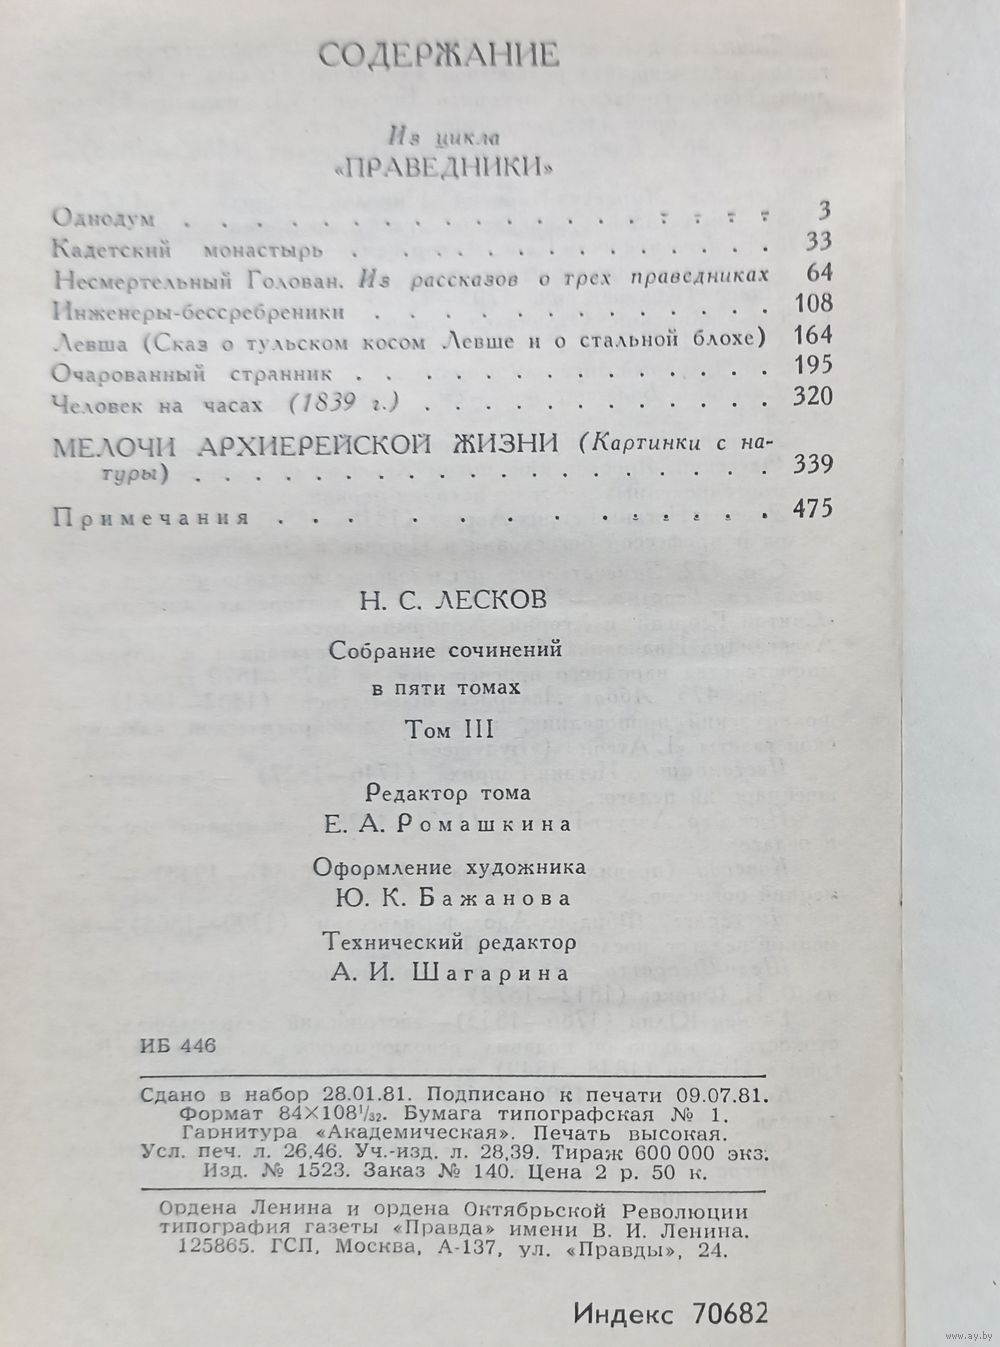 СОДЕРЖАНИЕ
Из цикла
«ПРАВЕДНИКИ»
Однодум . . . . . . . . . . . . . . . . . . . 3
Кадетский монастырь . . . . . . . . . . . . . . 33
Несмертельный Голован. Из рассказов о трех праведниках 64
Инженеры-бессребреники . . . . . . . . . . . . . 108
Левша (Сказ о тульском косом Левше и о стальной блохе) 164
Очарованный странник . . . . . . . . . . . . . 195
Человек на часах (1839 г.) . . . . . . . . . . . 320
МЕЛОЧИ АРХИЕРЕЙСКОЙ ЖИЗНИ (Картинки с на-
туры) . . . . . . . . . . . . . . . . . . . 339
Примечания . . . . . . . . . . . . . . . . 475
Н. С. ЛЕСКОВ
Собрание сочинений
в пяти томах
Том III
Редактор тома
Е. А. Ромашкина
Оформление художника
Ю. К. Бажанова
Технический редактор
А. И. Шагарина
ИБ 446
Сдано в набор 28.01.81. Подписано к печати 09.07.81.
Формат 84×108¹/₃₂. Бумага типографская № 1.
Гарнитура «Академическая». Печать высокая.
Усл. печ. л. 26,46. Уч.-изд. л. 28,39. Тираж 600 000 экз.
Изд. № 1523. Заказ № 140. Цена 2 р. 50 к.
Ордена Ленина и ордена Октябрьской Революции
типография газеты «Правда» имени В. И. Ленина.
125865. ГСП, Москва, А-137, ул. «Правды», 24.
Индекс 70682
www.ay.by